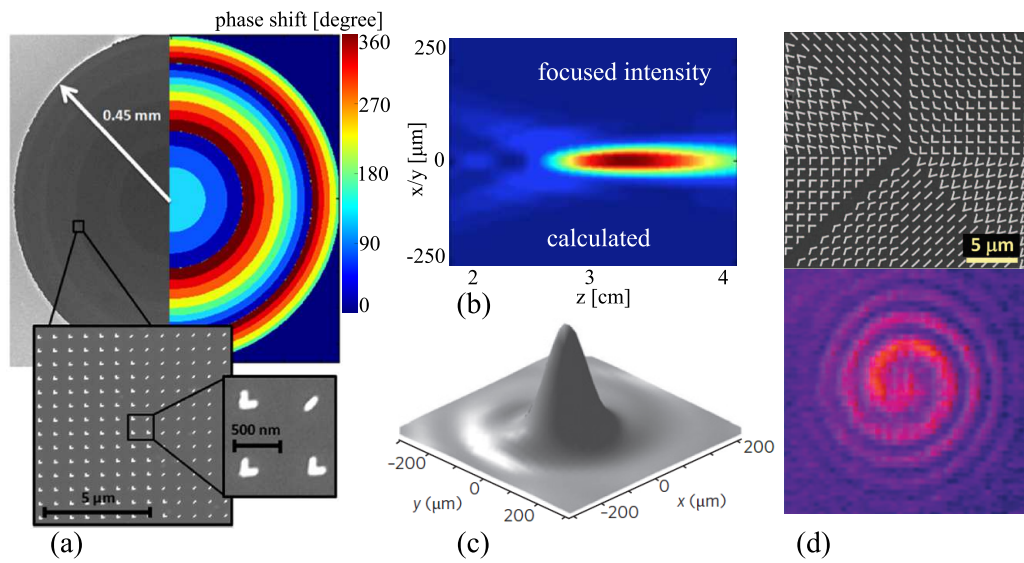 phase shift [degree]
360
270
180
90
0
0.45 mm
500 nm
5 µm
(a)
250
0
-250
x/y [µm]
focused intensity
calculated
2
3
4
z [cm]
(b)
−200
0
200
y (µm)
−200
0
200
x (µm)
(c)
5 µm
(d)